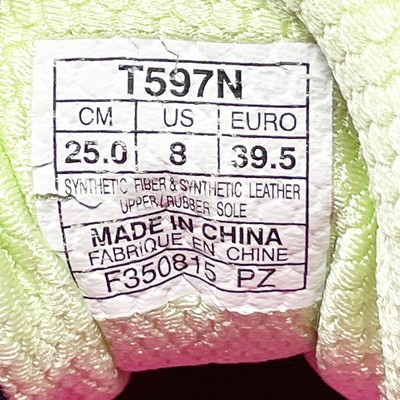 T597N
CM US EURO
25.0 8 39.5
SYNTHETIC FIBER & SYNTHETIC LEATHER
UPPER/RUBBER SOLE
MADE IN CHINA
FABRIQUE EN CHINE
F350815 PZ